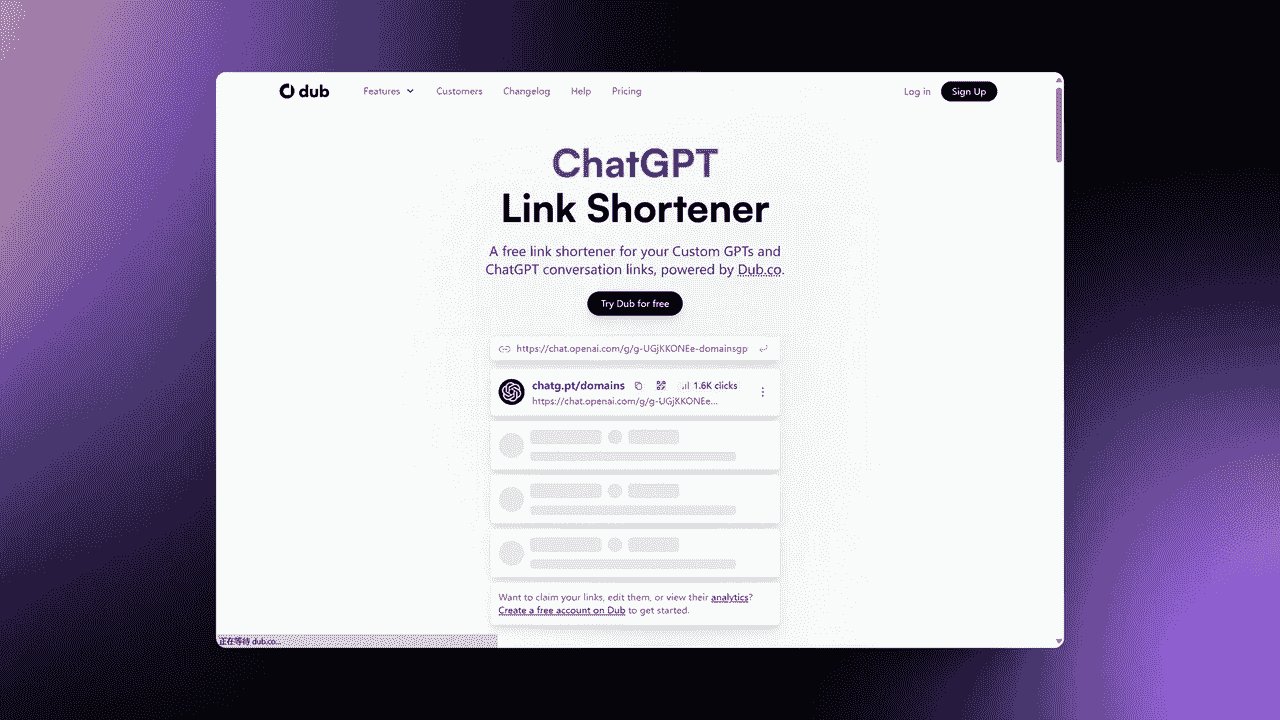 dub
Features
Customers
Changelog
Help
Pricing
Log in
Sign Up
ChatGPT
Link Shortener
A free link shortener for your Custom GPTs and
ChatGPT conversation links, powered by Dub.co.
Try Dub for free
https://chat.openai.com/g/g-UGjKKONEe-domainsgp
chatg.pt/domains
1.6K clicks
https://chat.openai.com/g/g-UGjKKONEe...
Want to claim your links, edit them, or view their analytics?
Create a free account on Dub to get started.
正在等待 dub.co...